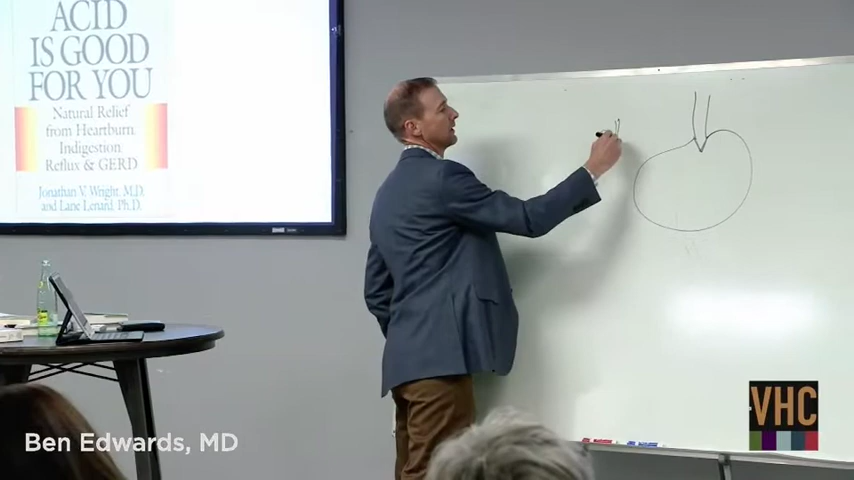 ACID
IS GOOD
FOR YOU
Natural Relief
from Heartburn
Indigestion
Reflux & GERD
Jonathan V. Wright, M.D.
and Lane Lenard, Ph.D.
VHC
Ben Edwards, MD